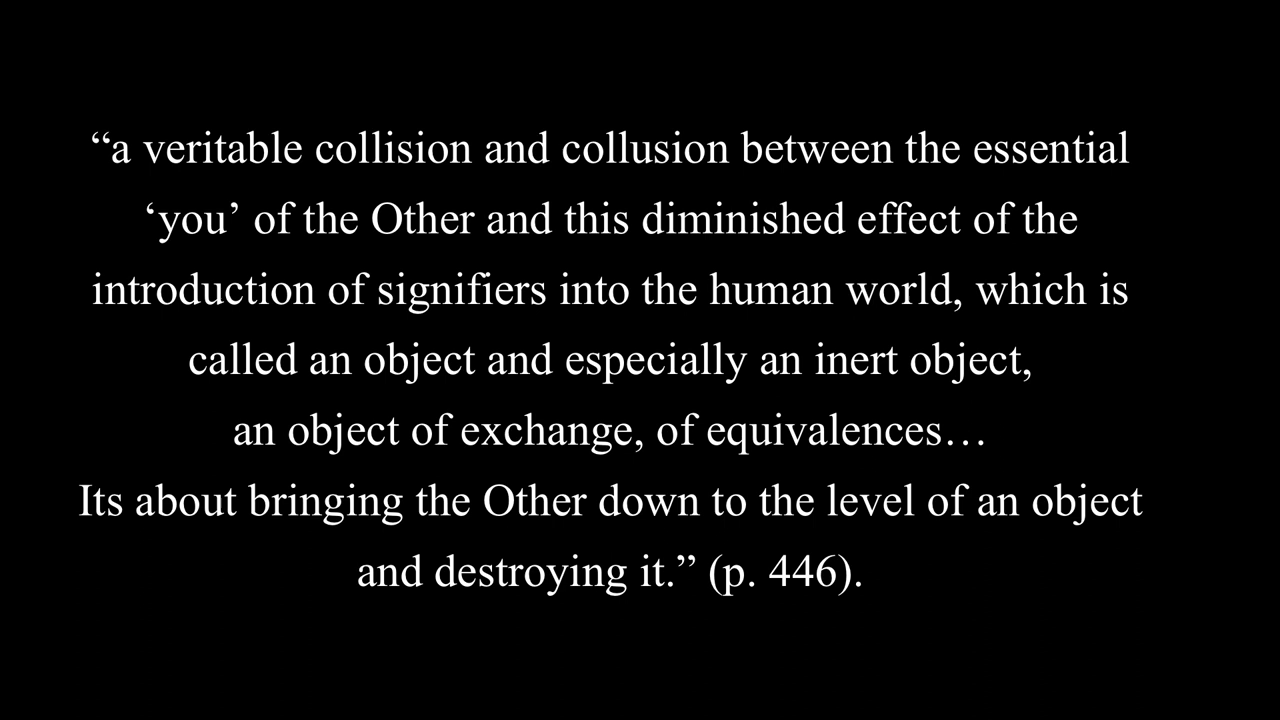 “a veritable collision and collusion between the essential
‘you’ of the Other and this diminished effect of the
introduction of signifiers into the human world, which is
called an object and especially an inert object,
an object of exchange, of equivalences…
Its about bringing the Other down to the level of an object
and destroying it.” (p. 446).